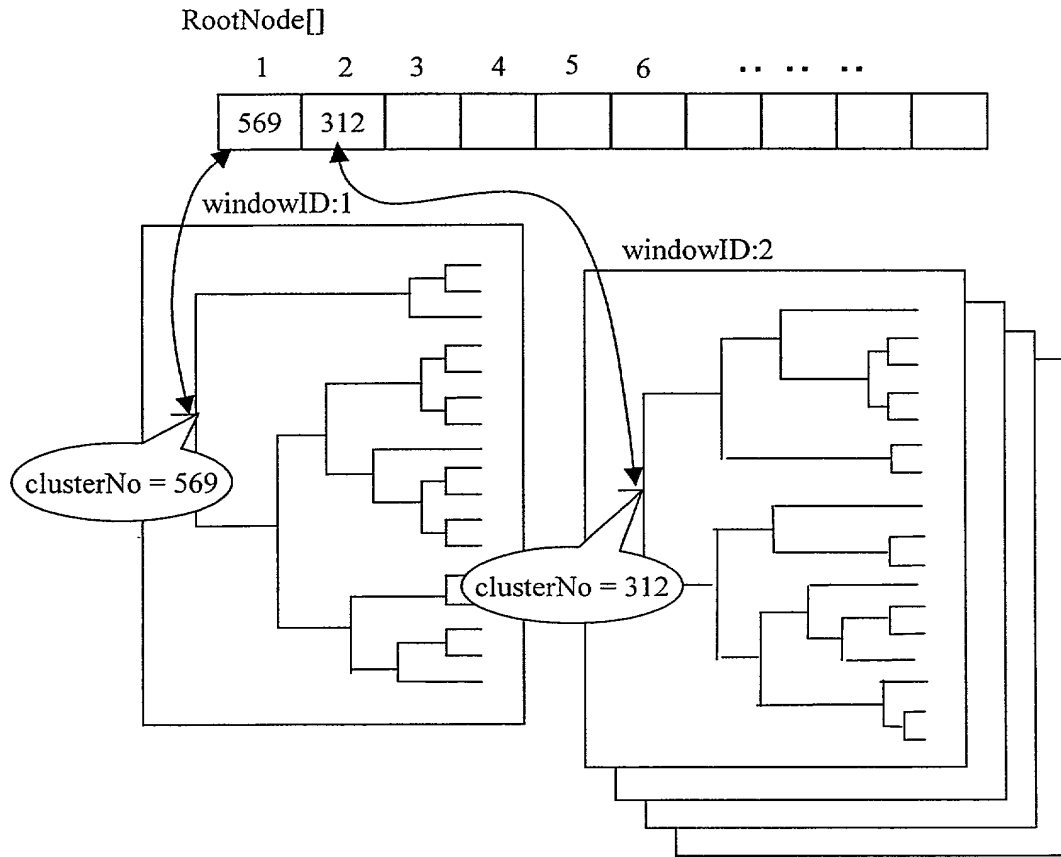 RootNode[]
1 2 3 4 5 6 .. .. ..
569 312
windowID:1
windowID:2
clusterNo = 569
clusterNo = 312